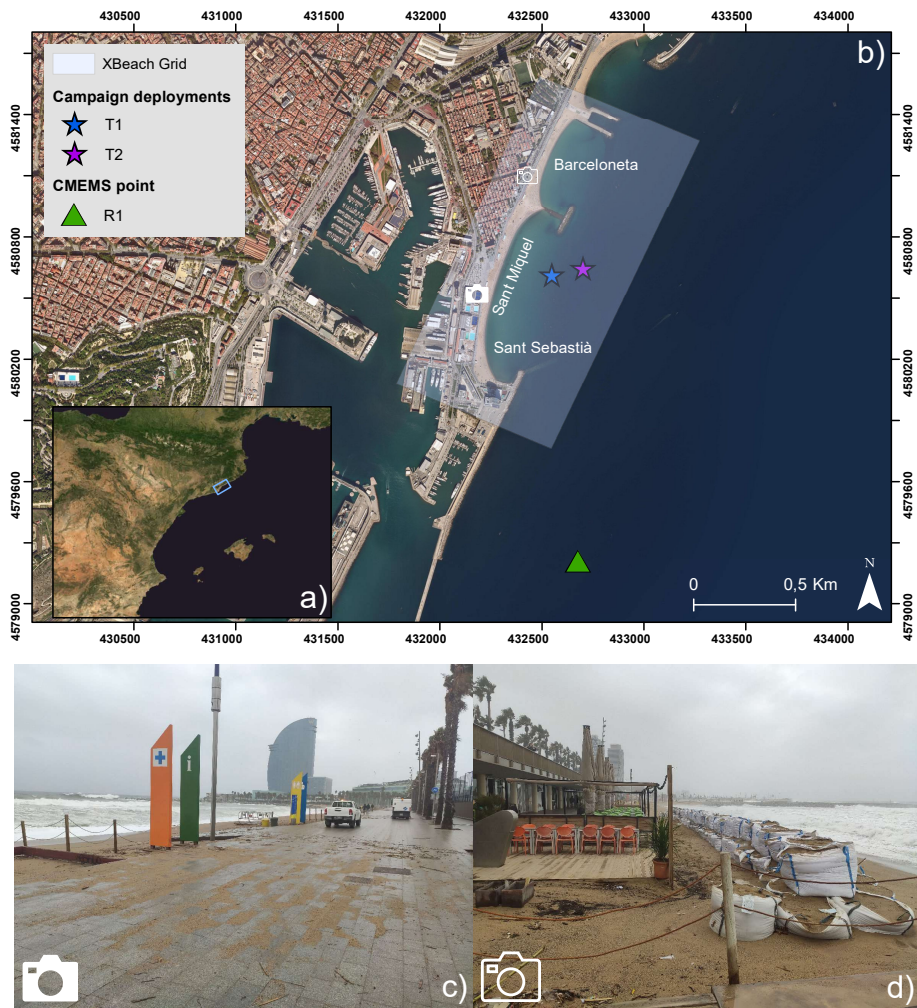 430500 431000 431500 432000 432500 433000 433500 434000
b)
XBeach Grid
Campaign deployments
T1
T2
CMEMS point
R1
4581400
4580800
4580200
4579600
4579000
Barceloneta
Sant Miquel
Sant Sebastià
4581400
4580800
4580200
4579600
4579000
a)
N
0 0,5 Km
430500 431000 431500 432000 432500 433000 433500 434000
i
c)
d)